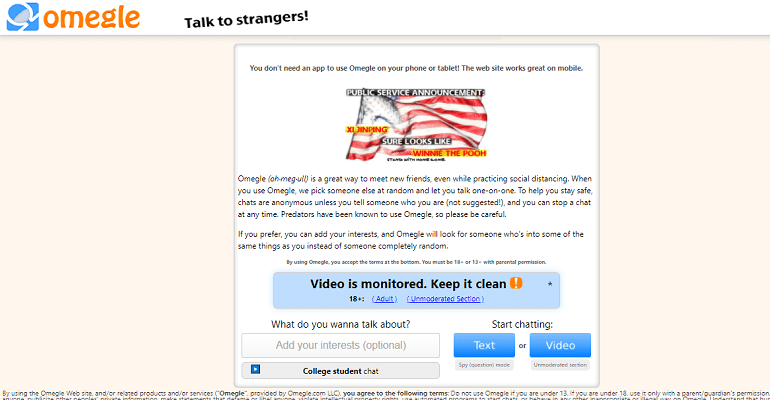 omegle
Talk to strangers!
You don't need an app to use Omegle on your phone or tablet! The web site works great on mobile.
PUBLIC SERVICE ANNOUNCEMENT:
XI JINPING
SURE LOOKS LIKE
WINNIE THE POOH
STAND WITH HONG KONG.
Omegle (oh-meg-ull) is a great way to meet new friends, even while practicing social distancing. When
you use Omegle, we pick someone else at random and let you talk one-on-one. To help you stay safe,
chats are anonymous unless you tell someone who you are (not suggested!), and you can stop a chat
at any time. Predators have been known to use Omegle, so please be careful.
If you prefer, you can add your interests, and Omegle will look for someone who's into some of the
same things as you instead of someone completely random.
By using Omegle, you accept the terms at the bottom. You must be 18+ or 13+ with parental permission.
Video is monitored. Keep it clean ! *
18+: ( Adult ) ( Unmoderated Section )
What do you wanna talk about? Start chatting:
Add your interests (optional) Text or Video
College student chat Spy (question) mode Unmoderated section
By using the Omegle Web site, and/or related products and/or services ("Omegle", provided by Omegle.com LLC), you agree to the following terms: Do not use Omegle if you are under 13. If you are under 18, use it only with a parent/guardian's permission